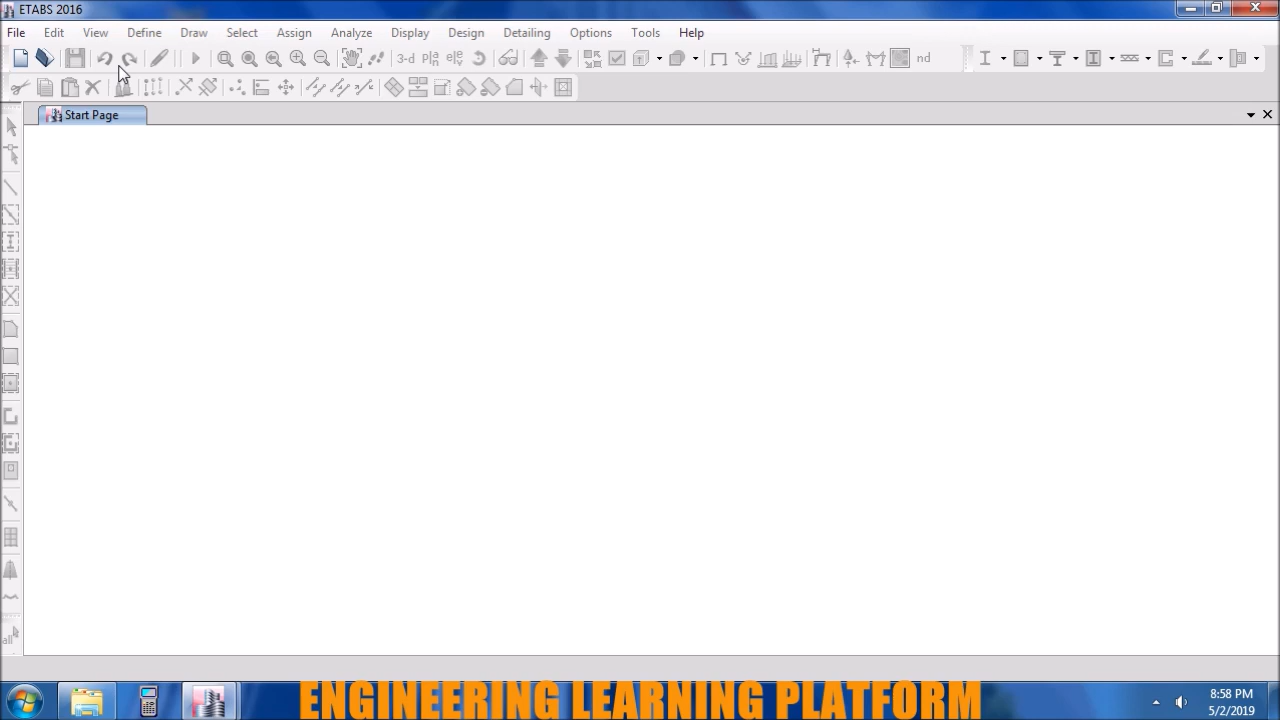 ETABS 2016
File Edit View Define Draw Select Assign Analyze Display Design Detailing Options Tools Help
3-d nd
Start Page
all
8:58 PM
ENGINEERING LEARNING PLATFORM
5/2/2019